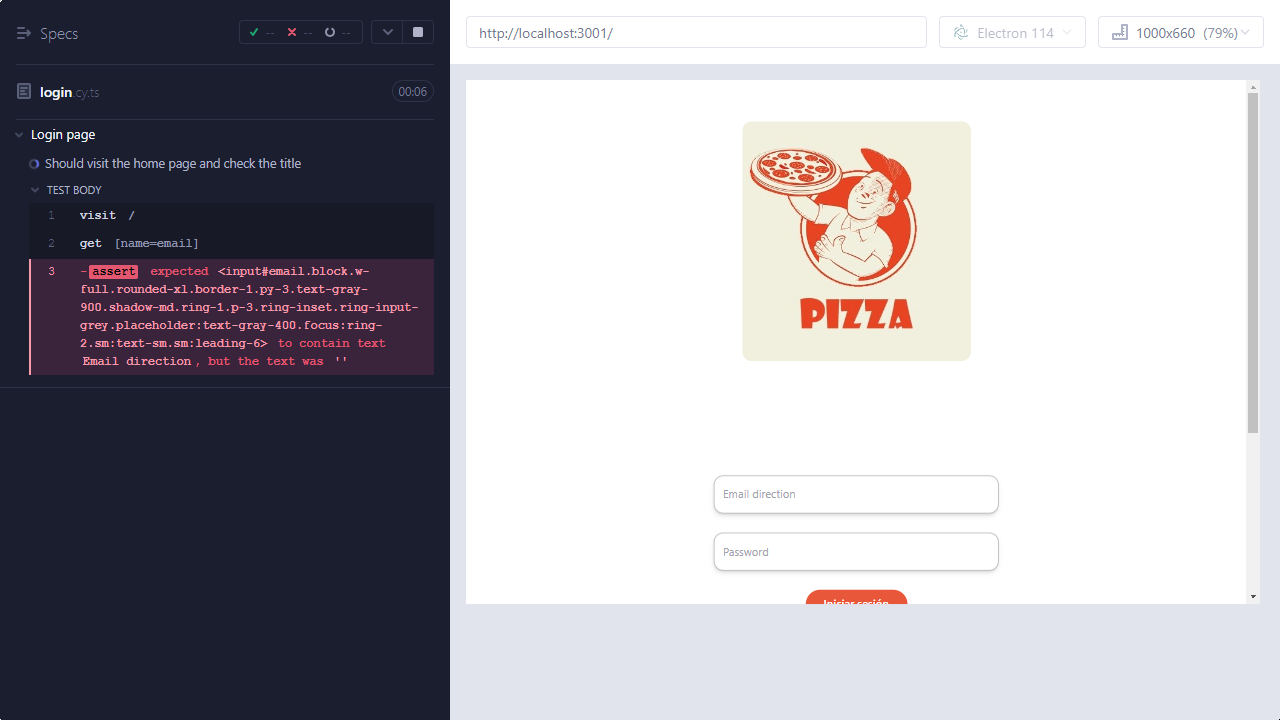 Specs
-- -- --
login.cy.ts
00:06
Login page
Should visit the home page and check the title
TEST BODY
1 visit /
2 get [name=email]
3 -assert expected <input#email.block.w-
full.rounded-xl.border-1.py-3.text-gray-
900.shadow-md.ring-1.p-3.ring-inset.ring-input-
grey.placeholder:text-gray-400.focus:ring-
2.sm:text-sm.sm:leading-6> to contain text
Email direction, but the text was ''
http://localhost:3001/
Electron 114
1000x660 (79%)
PIZZA
Email direction
Password
Iniciar sesión